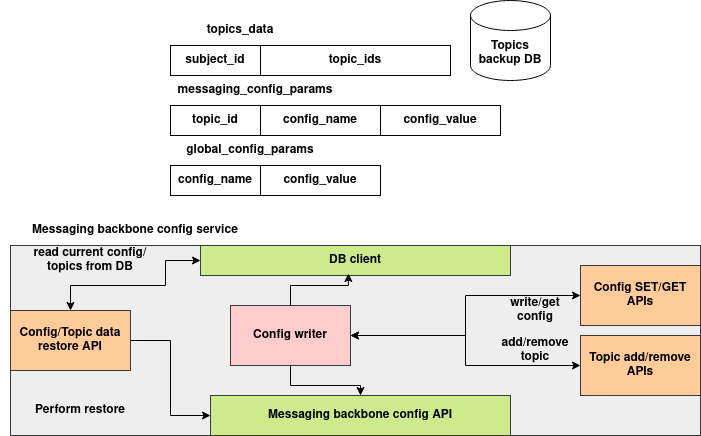 topics_data
Topics
backup DB
subject_id
topic_ids
messaging_config_params
topic_id
config_name
config_value
global_config_params
config_name
config_value
Messaging backbone config service
read current config/
topics from DB
DB client
Config SET/GET
APIs
write/get
config
Config/Topic data
restore API
Config writer
add/remove
topic
Topic add/remove
APIs
Perform restore
Messaging backbone config API